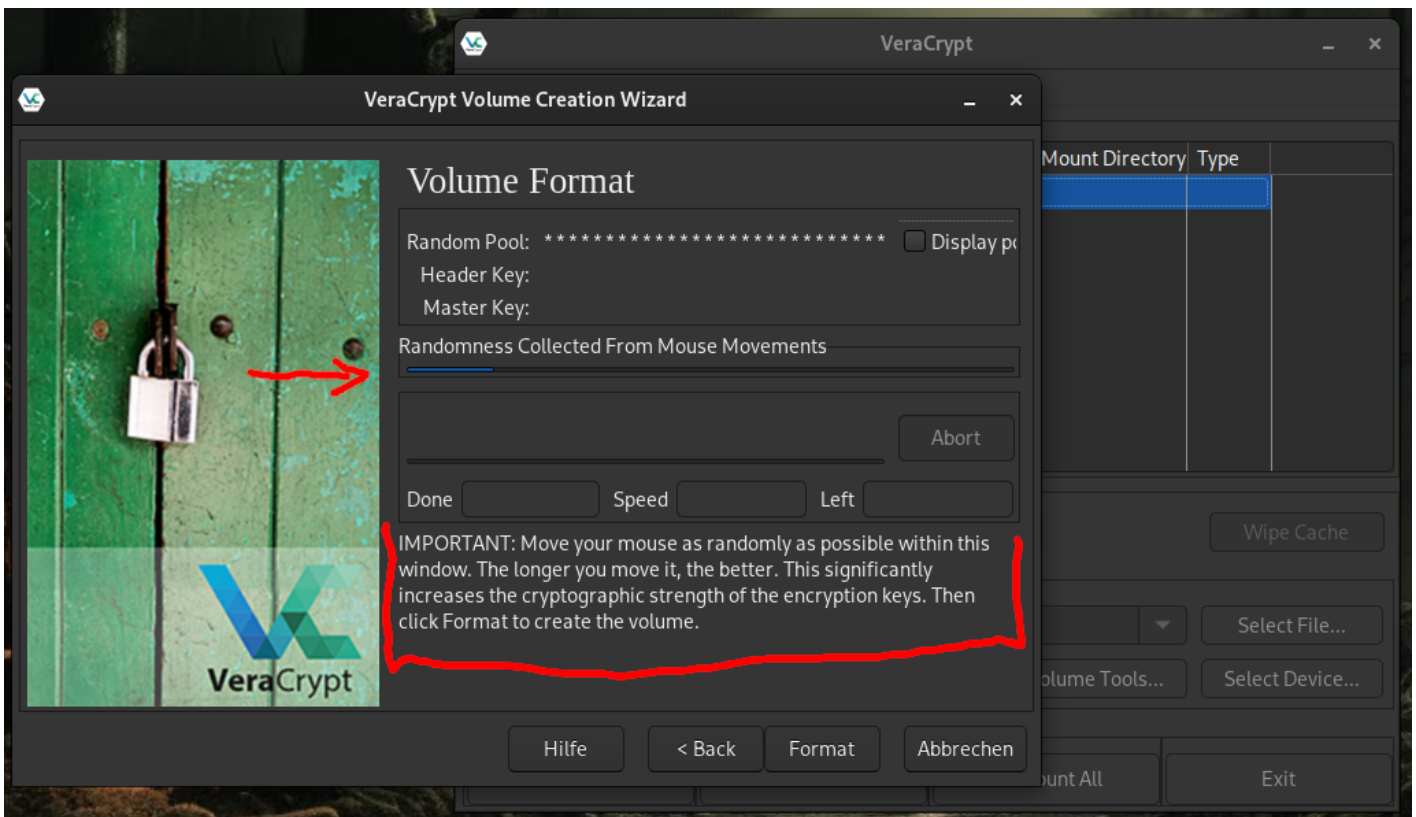 VeraCrypt
VeraCrypt Volume Creation Wizard
Mount Directory Type
Volume Format
Random Pool: * * * * * * * * * * * * * * * * * * * * * * * * * * * * Display
Header Key:
Master Key:
Randomness Collected From Mouse Movements
Abort
Done Speed Left
IMPORTANT: Move your mouse as randomly as possible within this
window. The longer you move it, the better. This significantly
increases the cryptographic strength of the encryption keys. Then
click Format to create the volume.
VeraCrypt
Hilfe < Back Format Abbrechen
Wipe Cache
Select File...
Tools... Select Device...
All Exit